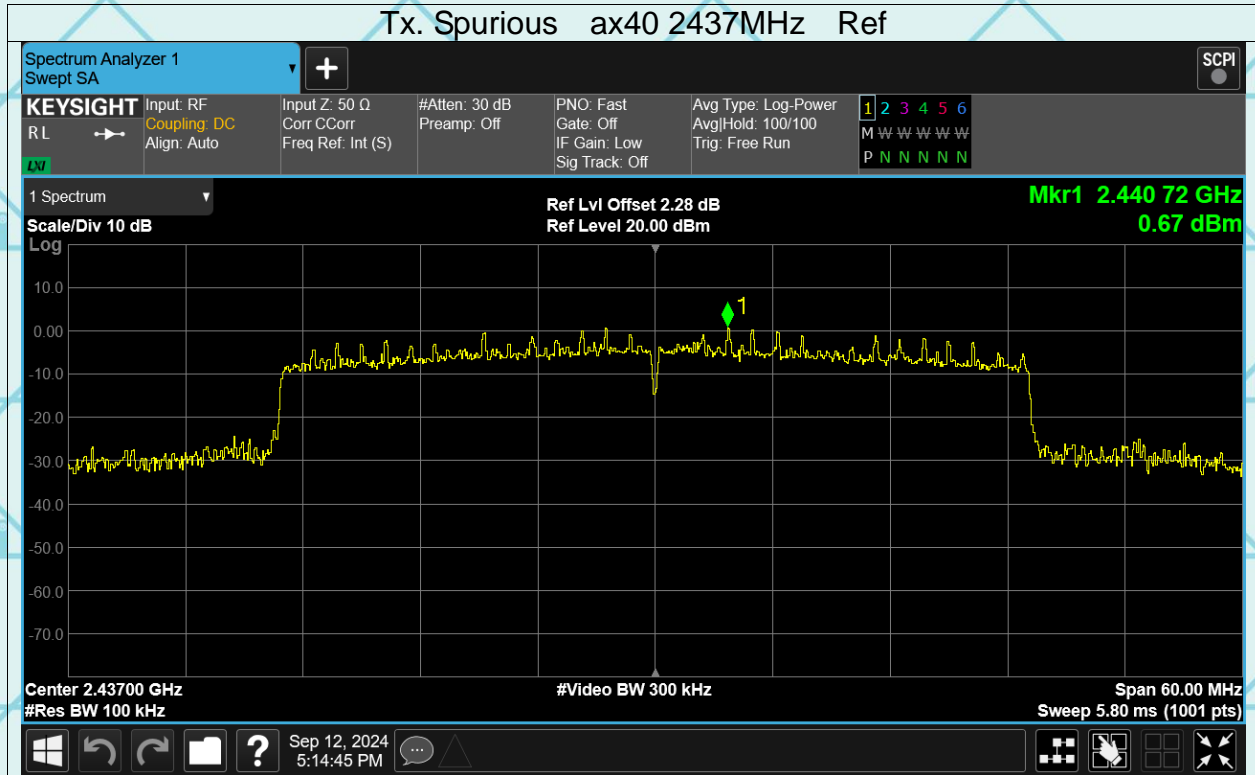 Tx. Spurious ax40 2437MHz Ref
Spectrum Analyzer 1
Swept SA
SCPI
KEYSIGHT
R L
LXI
Input: RF
Coupling: DC
Align: Auto
Input Z: 50 Ω
Corr CCorr
Freq Ref: Int (S)
#Atten: 30 dB
Preamp: Off
PNO: Fast
Gate: Off
IF Gain: Low
Sig Track: Off
Avg Type: Log-Power
Avg|Hold: 100/100
Trig: Free Run
1 2 3 4 5 6
M W W W W W
P N N N N N
1 Spectrum
Scale/Div 10 dB
Ref Lvl Offset 2.28 dB
Ref Level 20.00 dBm
Mkr1 2.440 72 GHz
0.67 dBm
Log
10.0
0.00
-10.0
-20.0
-30.0
-40.0
-50.0
-60.0
-70.0
1
Center 2.43700 GHz
#Res BW 100 kHz
#Video BW 300 kHz
Span 60.00 MHz
Sweep 5.80 ms (1001 pts)
?
Sep 12, 2024
5:14:45 PM